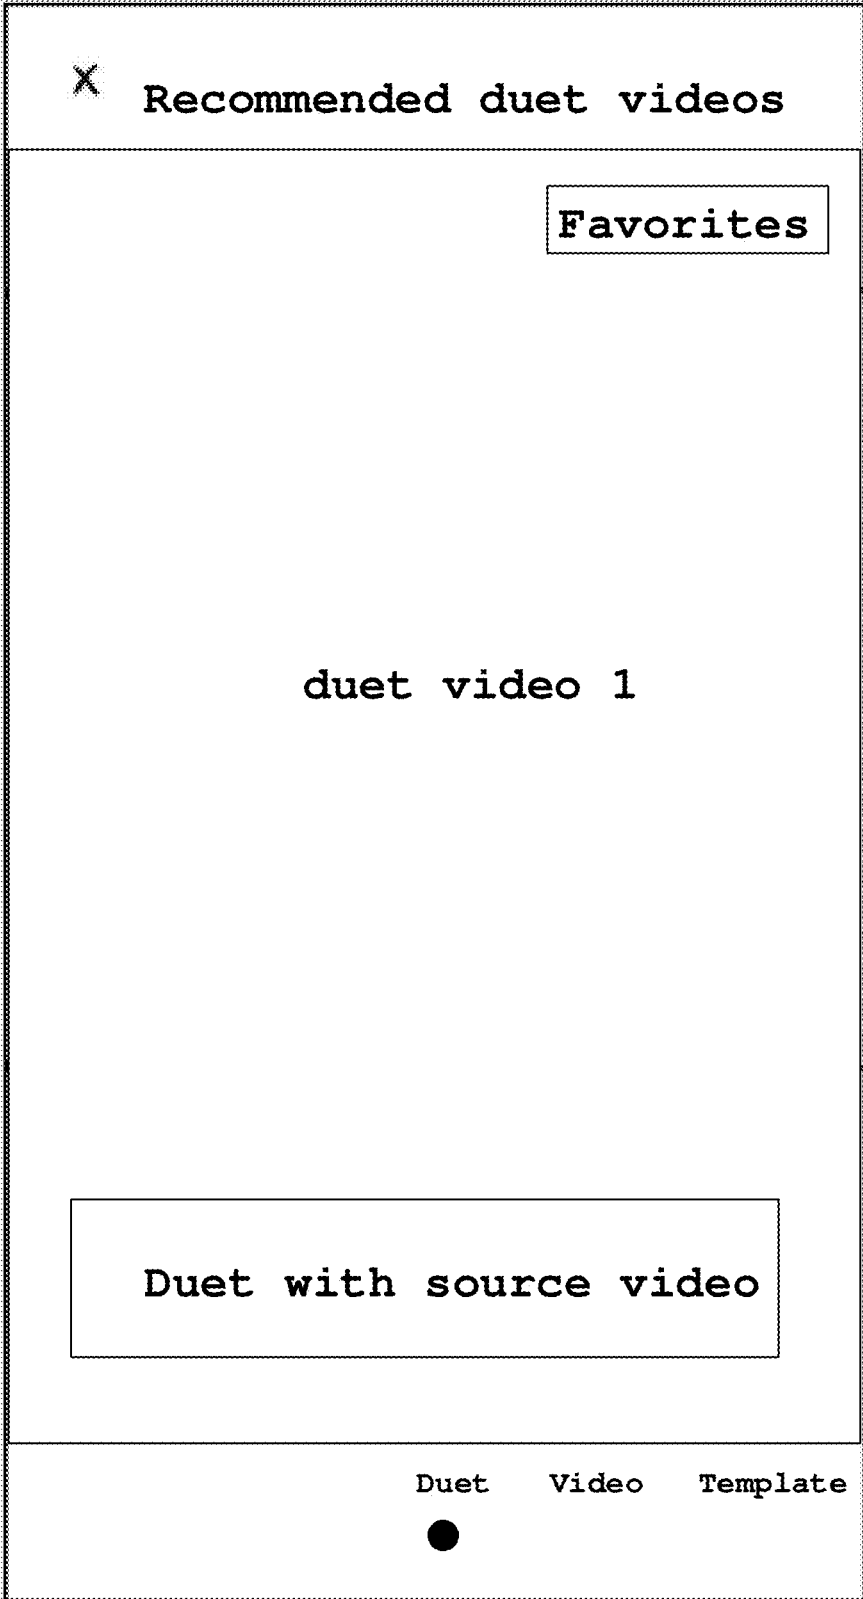 X
Recommended duet videos
Favorites
duet video 1
Duet with source video
Duet Video Template